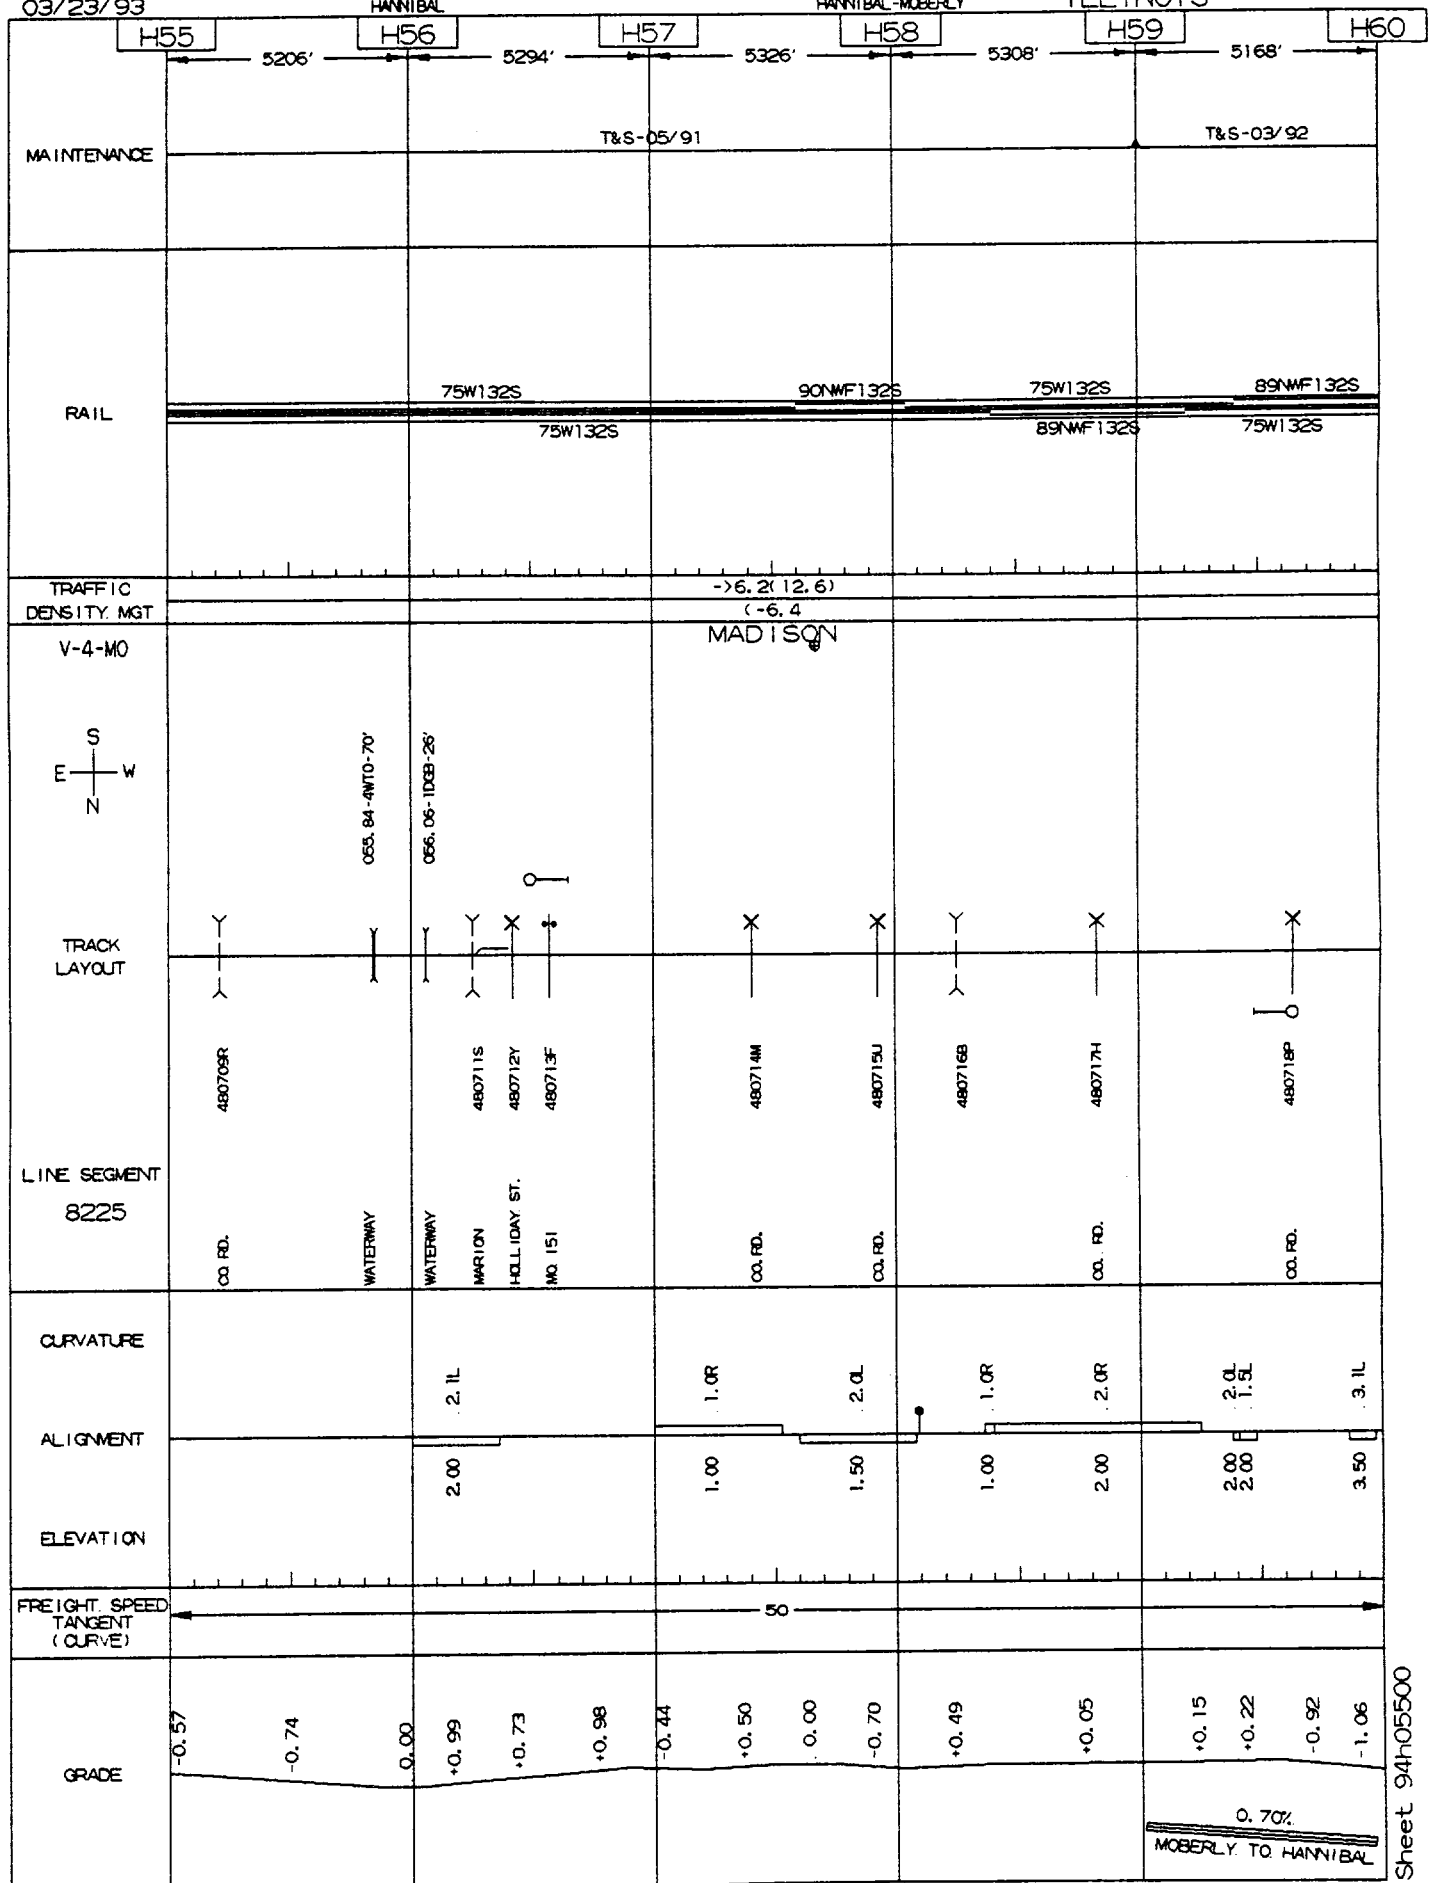 03/23/93 HANNIBAL HANNIBAL-MOBERLY ILLINOIS
H55 H56 H57 H58 H59 H60
5206' 5294' 5326' 5308' 5168'
MAINTENANCE
T&S-05/91 T&S-03/92
75W132S 90NWF132S 75W132S 89NWF132S
RAIL
75W132S 89NWF132S 75W132S
TRAFFIC
DENSITY. MGT
->6.2(12.6)
(-6.4
V-4-MO
MADISON
S
E W
N
055.84-4WTO-70'
056.06-1DGB-26'
TRACK
LAYOUT
480709R
480711S
480712Y
480713F
480714M
480715U
480716B
480717H
480718P
LINE SEGMENT
8225
CO. RD.
WATERWAY
WATERWAY
MARION
HOLLIDAY ST.
MO. 151
CO. RD.
CO. RD.
CO. RD.
CO. RD.
CURVATURE
2.1L 1.0R 2.0L 1.0R 2.0R 2.0L 1.5L 3.1L
ALIGNMENT
2.00 1.00 1.50 1.00 2.00 2.00 2.00 3.50
ELEVATION
FREIGHT. SPEED
TANGENT
(CURVE)
50
-0.57 -0.74 0.00 +0.99 +0.73 +0.98 -0.44 +0.50 0.00 -0.70 +0.49 +0.05 +0.15 +0.22 -0.92 -1.06
GRADE
0.70%
MOBERLY TO HANNIBAL
Sheet 94h05500